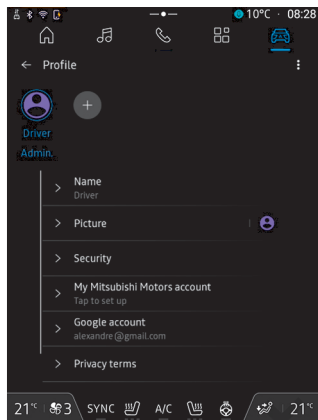 10°C · 08:28
Profile
Driver
Admin.
Name
Driver
Picture
Security
My Mitsubishi Motors account
Tap to set up
Google account
alexandre@gmail.com
Privacy terms
21°C 3 SYNC A/C 21°C